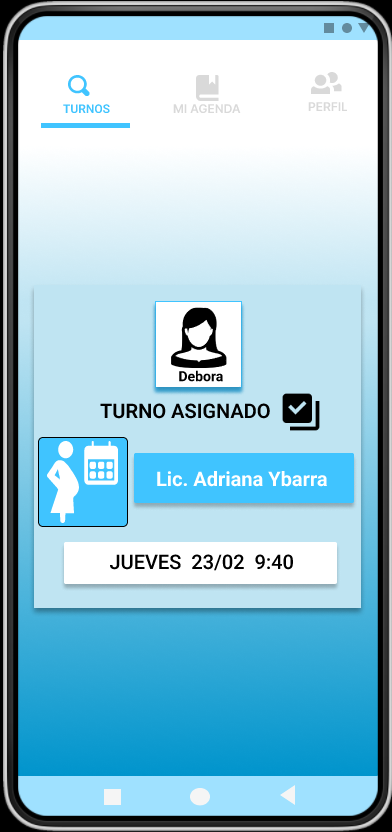 TURNOS
MI AGENDA
PERFIL
Debora
TURNO ASIGNADO
Lic. Adriana Ybarra
JUEVES 23/02 9:40